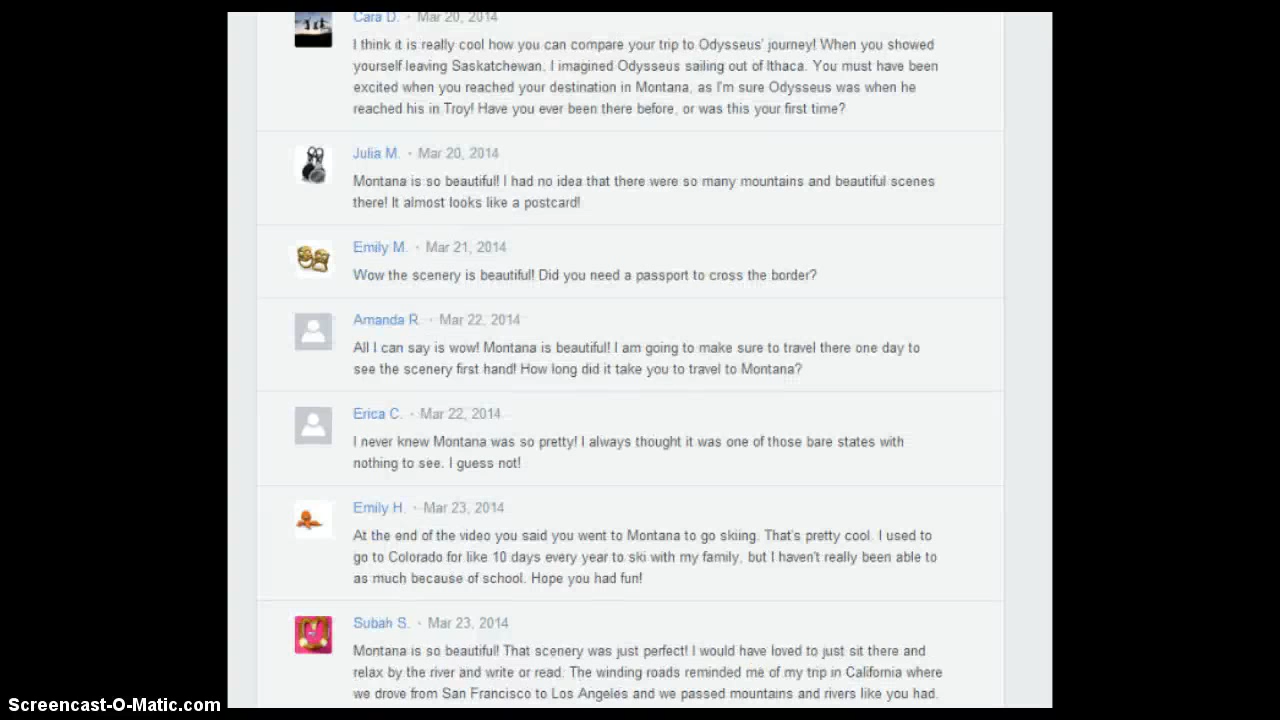 Cara D. · Mar 20, 2014
I think it is really cool how you can compare your trip to Odysseus' journey! When you showed
yourself leaving Saskatchewan, I imagined Odysseus sailing out of Ithaca. You must have been
excited when you reached your destination in Montana, as I'm sure Odysseus was when he
reached his in Troy! Have you ever been there before, or was this your first time?
Julia M. · Mar 20, 2014
Montana is so beautiful! I had no idea that there were so many mountains and beautiful scenes
there! It almost looks like a postcard!
Emily M. · Mar 21, 2014
Wow the scenery is beautiful! Did you need a passport to cross the border?
Amanda R. · Mar 22, 2014
All I can say is wow! Montana is beautiful! I am going to make sure to travel there one day to
see the scenery first hand! How long did it take you to travel to Montana?
Erica C. · Mar 22, 2014
I never knew Montana was so pretty! I always thought it was one of those bare states with
nothing to see. I guess not!
Emily H. · Mar 23, 2014
At the end of the video you said you went to Montana to go skiing. That's pretty cool. I used to
go to Colorado for like 10 days every year to ski with my family, but I haven't really been able to
as much because of school. Hope you had fun!
Subah S. · Mar 23, 2014
Montana is so beautiful! That scenery was just perfect! I would have loved to just sit there and
relax by the river and write or read. The winding roads reminded me of my trip in California where
we drove from San Francisco to Los Angeles and we passed mountains and rivers like you had.
Screencast-O-Matic.com